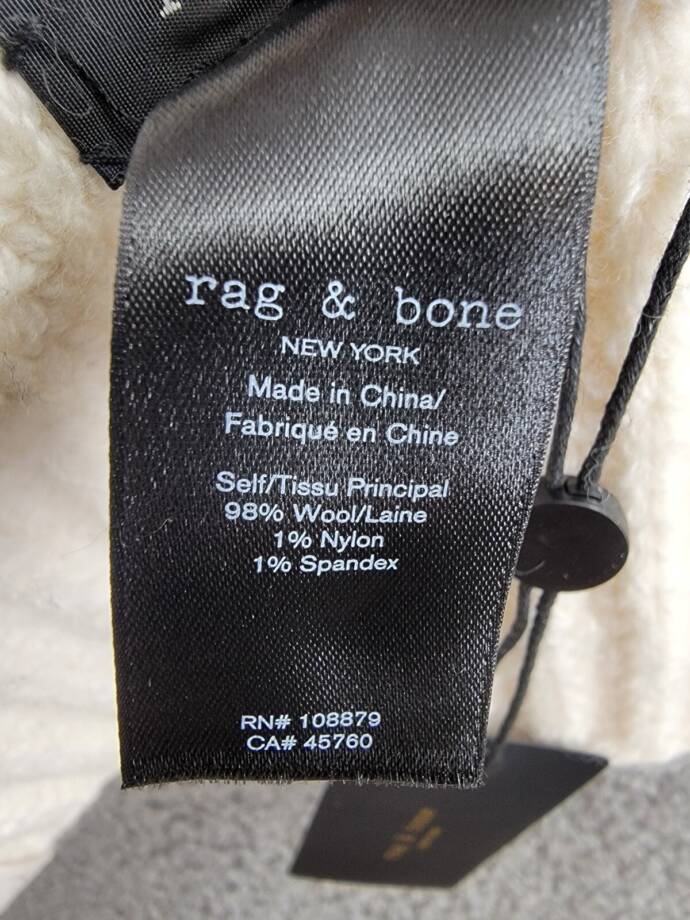 rag & bone
NEW YORK
Made in China/
Fabriqué en Chine
Self/Tissu Principal
98% Wool/Laine
1% Nylon
1% Spandex
RN# 108879
CA# 45760